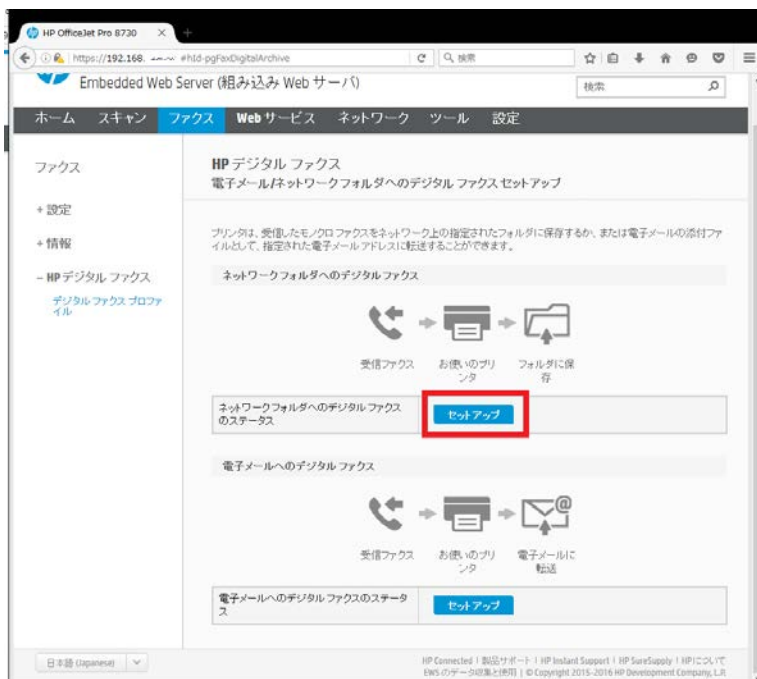 HP OfficeJet Pro 8730
https://192.168.
#hId-pgFaxDigitalArchive
検索
Embedded Web Server (組み込み Web サーバ)
検索
ホーム スキャン ファクス Web サービス ネットワーク ツール 設定
ファクス
+ 設定
+ 情報
- HP デジタル ファクス
デジタル ファクス プロファ
イル
HP デジタル ファクス
電子メール/ネットワークフォルダへのデジタル ファクス セットアップ
プリンタは、受信したモノクロ ファクスをネットワーク上の指定されたフォルダに保存するか、または電子メールの添付ファ
イルとして、指定された電子メール アドレスに転送することができます。
ネットワークフォルダへのデジタル ファクス
受信ファクス お使いのプリ フォルダに保
ンタ 存
ネットワークフォルダへのデジタル ファクス
のステータス
セットアップ
電子メールへのデジタル ファクス
受信ファクス お使いのプリ 電子メールに
ンタ 転送
電子メールへのデジタル ファクスのステータ
ス
セットアップ
日本語 (Japanese)
HP Connected | 製品サポート | HP Instant Support | HP SureSupply | HPについて
EWS のデータ収集と使用 | © Copyright 2015-2016 HP Development Company, L.P.